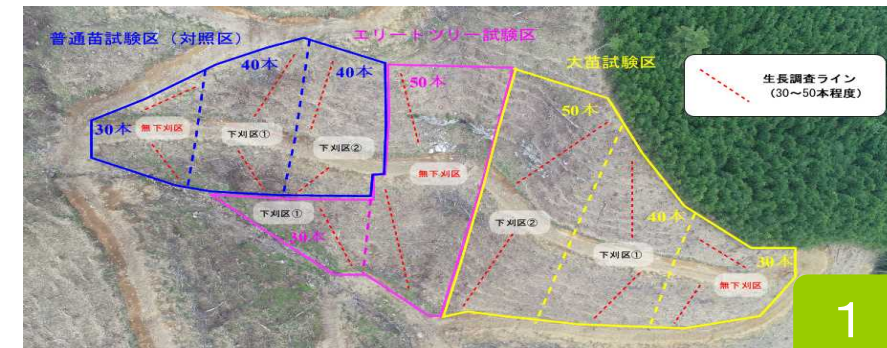 普通苗試験区（対照区）
エリートツリー試験区
大苗試験区
生長調査ライン
（30～50本程度）
40本
40本
50本
50本
30本
無下刈区
下刈区①
下刈区②
無下刈区
下刈区①
30本
下刈区②
40本
下刈区①
30本
無下刈区
1